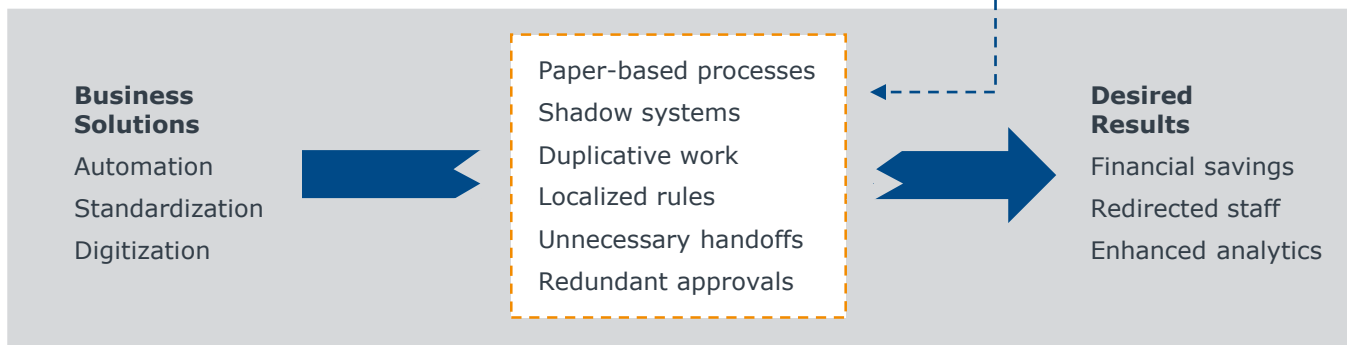 Business
Solutions
Automation
Standardization
Digitization
Paper-based processes
Shadow systems
Duplicative work
Localized rules
Unnecessary handoffs
Redundant approvals
Desired
Results
Financial savings
Redirected staff
Enhanced analytics